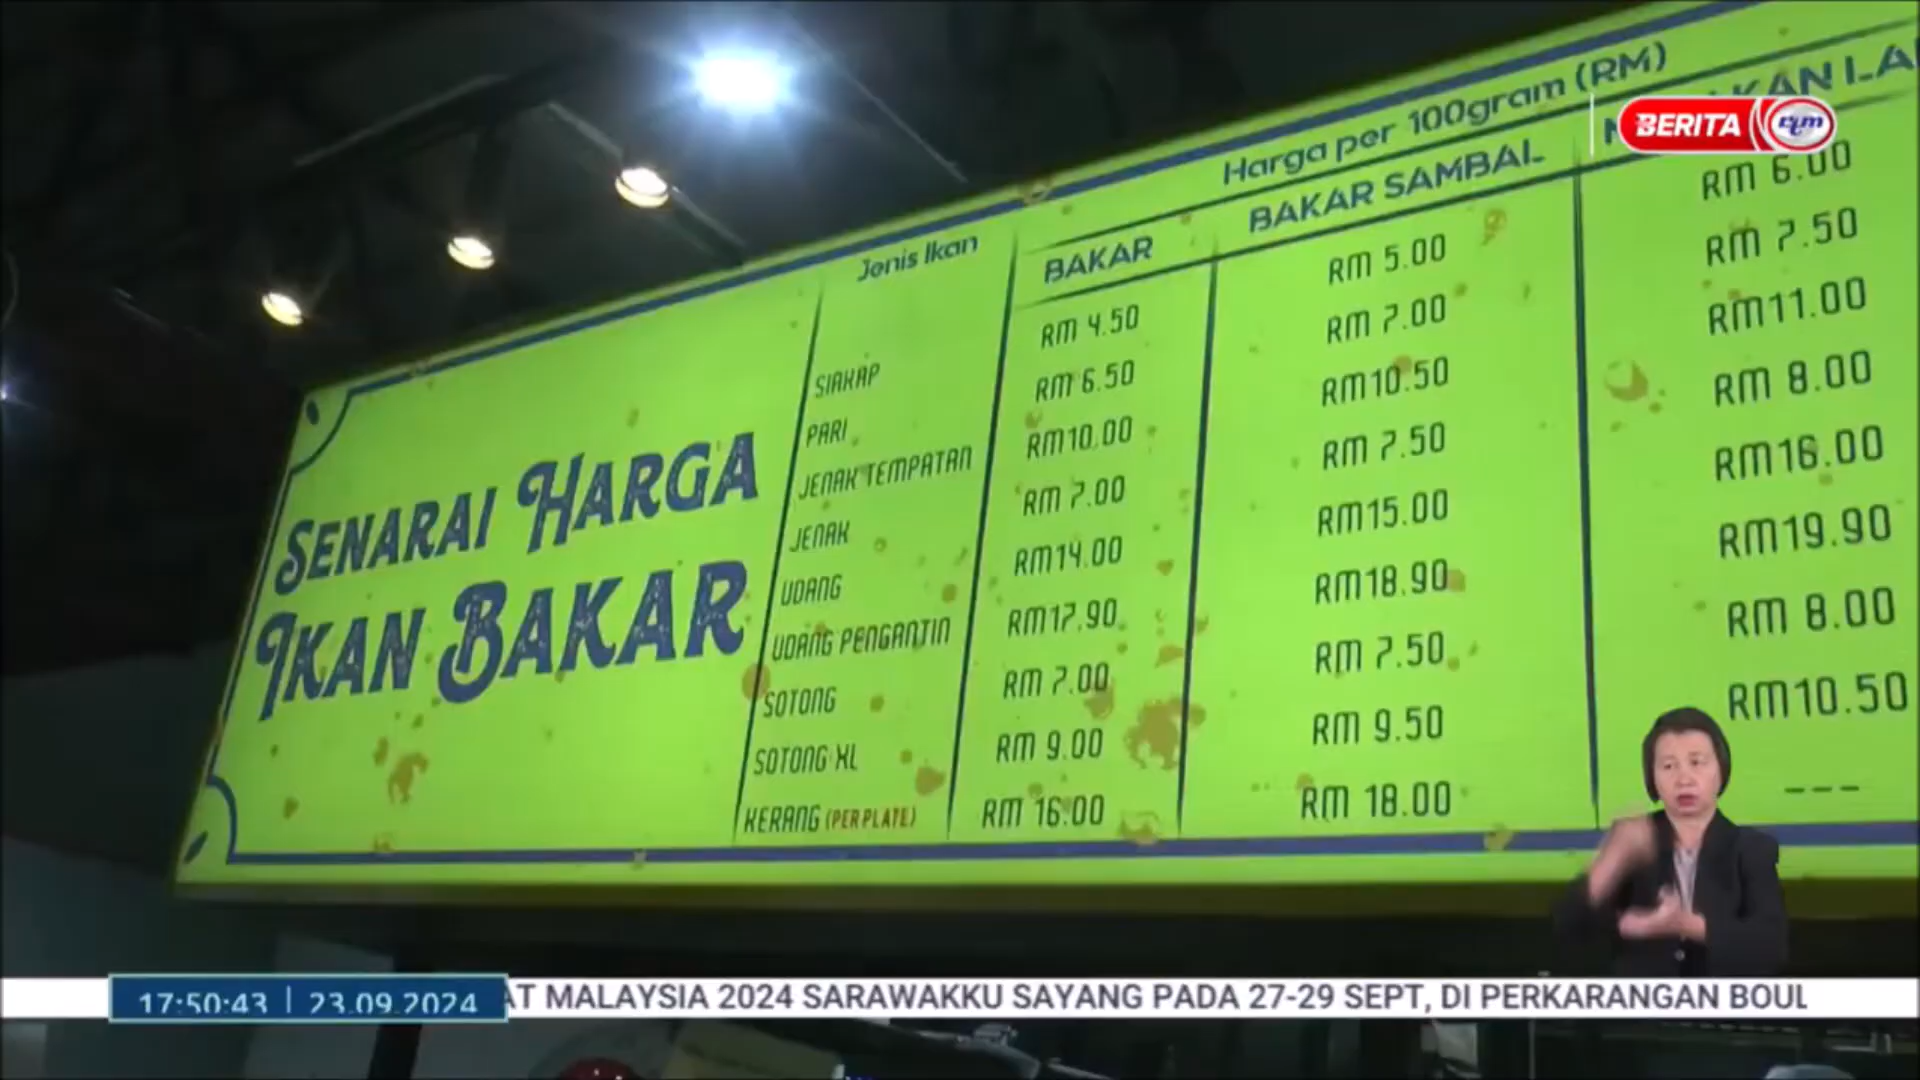 BERITA rtm
Harga per 100gram (RM)
Jenis Ikan BAKAR BAKAR SAMBAL
SENARAI HARGA
IKAN BAKAR
SIAKAP RM 4.50 RM 5.00 RM 6.00
PARI RM 6.50 RM 7.00 RM 7.50
JENAK TEMPATAN RM10.00 RM10.50 RM11.00
JENAK RM 7.00 RM 7.50 RM 8.00
UDANG RM14.00 RM15.00 RM16.00
UDANG PENGANTIN RM17.90 RM18.90 RM19.90
SOTONG RM 7.00 RM 7.50 RM 8.00
SOTONG XL RM 9.00 RM 9.50 RM10.50
KERANG (PER PLATE) RM 16.00 RM 18.00 ---
17:50:43 | 23.09.2024 AT MALAYSIA 2024 SARAWAKKU SAYANG PADA 27-29 SEPT, DI PERKARANGAN BOUL